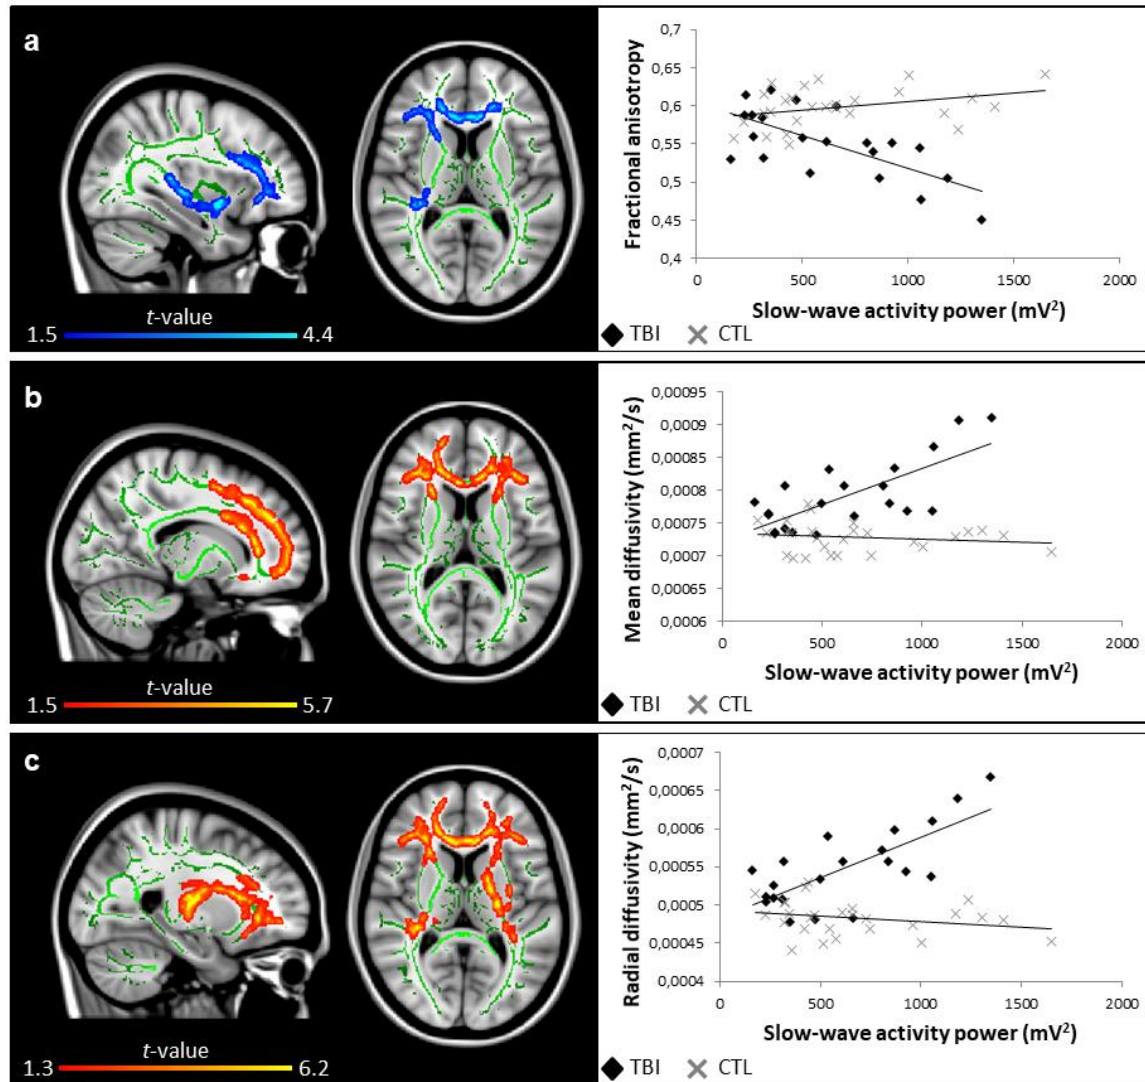 a
t-value
1.5 4.4
0,7
0,65
0,6
0,55
0,5
0,45
0,4
Fractional anisotropy
0 500 1000 1500 2000
Slow-wave activity power (mV²)
TBI CTL
b
t-value
1.5 5.7
0,00095
0,0009
0,00085
0,0008
0,00075
0,0007
0,00065
0,0006
Mean diffusivity (mm²/s)
0 500 1000 1500 2000
Slow-wave activity power (mV²)
TBI CTL
c
t-value
1.3 6.2
0,0007
0,00065
0,0006
0,00055
0,0005
0,00045
0,0004
Radial diffusivity (mm²/s)
0 500 1000 1500 2000
Slow-wave activity power (mV²)
TBI CTL